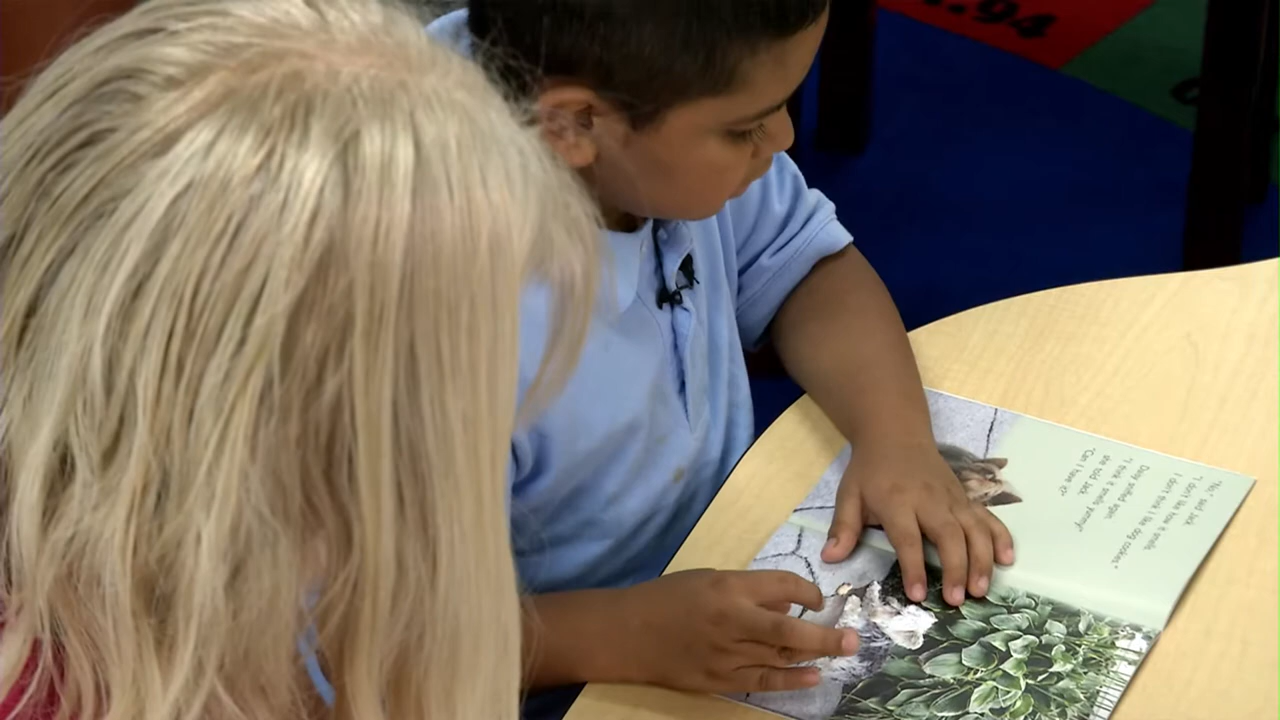 "No," said Jack.
"I don't like how it smells.
I don't think I like dog cookies."
Daisy sniffed again.
"I think it smells yummy,"
she told Jack.
"Can I have it?"
.94